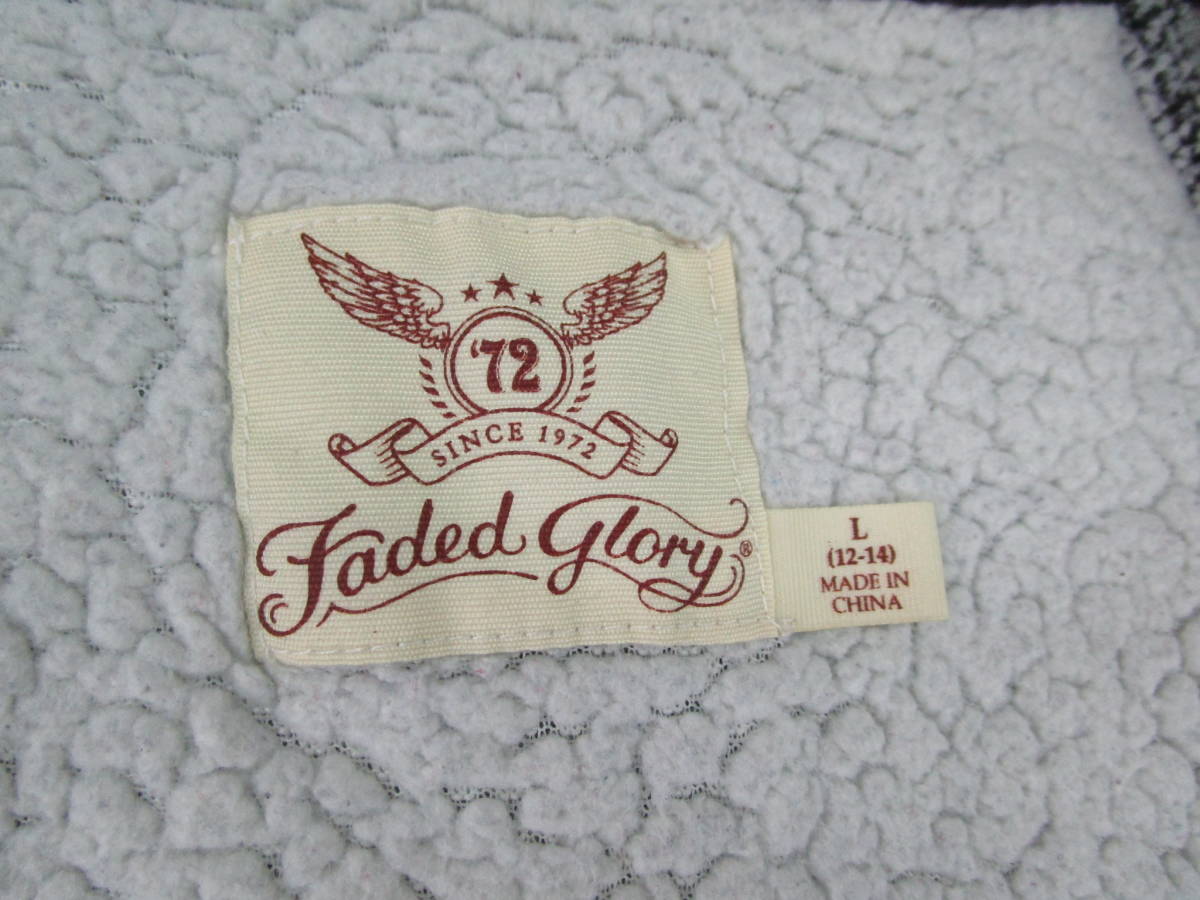 '72
SINCE 1972
Faded Glory®
L
(12-14)
MADE IN
CHINA